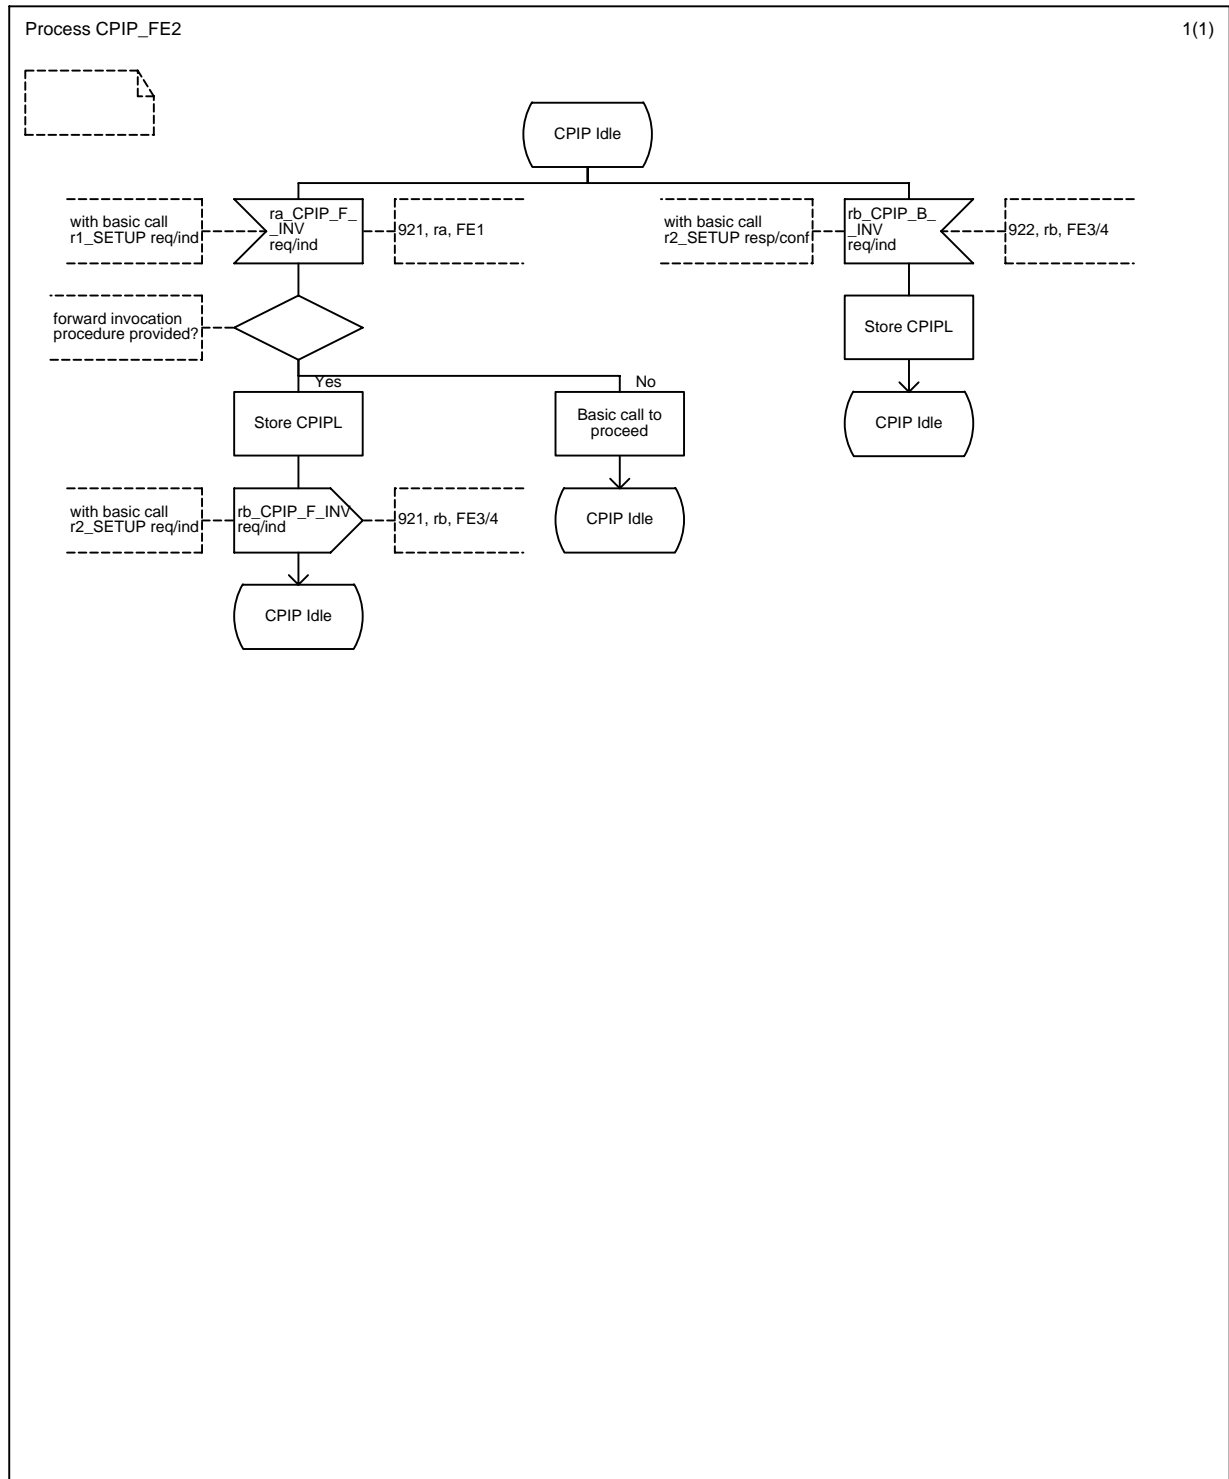 Process CPIP_FE2
1(1)
CPIP Idle
with basic call
r1_SETUP req/ind
ra_CPIP_F_
_INV
req/ind
921, ra, FE1
with basic call
r2_SETUP resp/conf
rb_CPIP_B_
_INV
req/ind
922, rb, FE3/4
forward invocation
procedure provided?
Store CPIPL
Yes
No
Store CPIPL
Basic call to
proceed
CPIP Idle
with basic call
r2_SETUP req/ind
rb_CPIP_F_INV
req/ind
921, rb, FE3/4
CPIP Idle
CPIP Idle